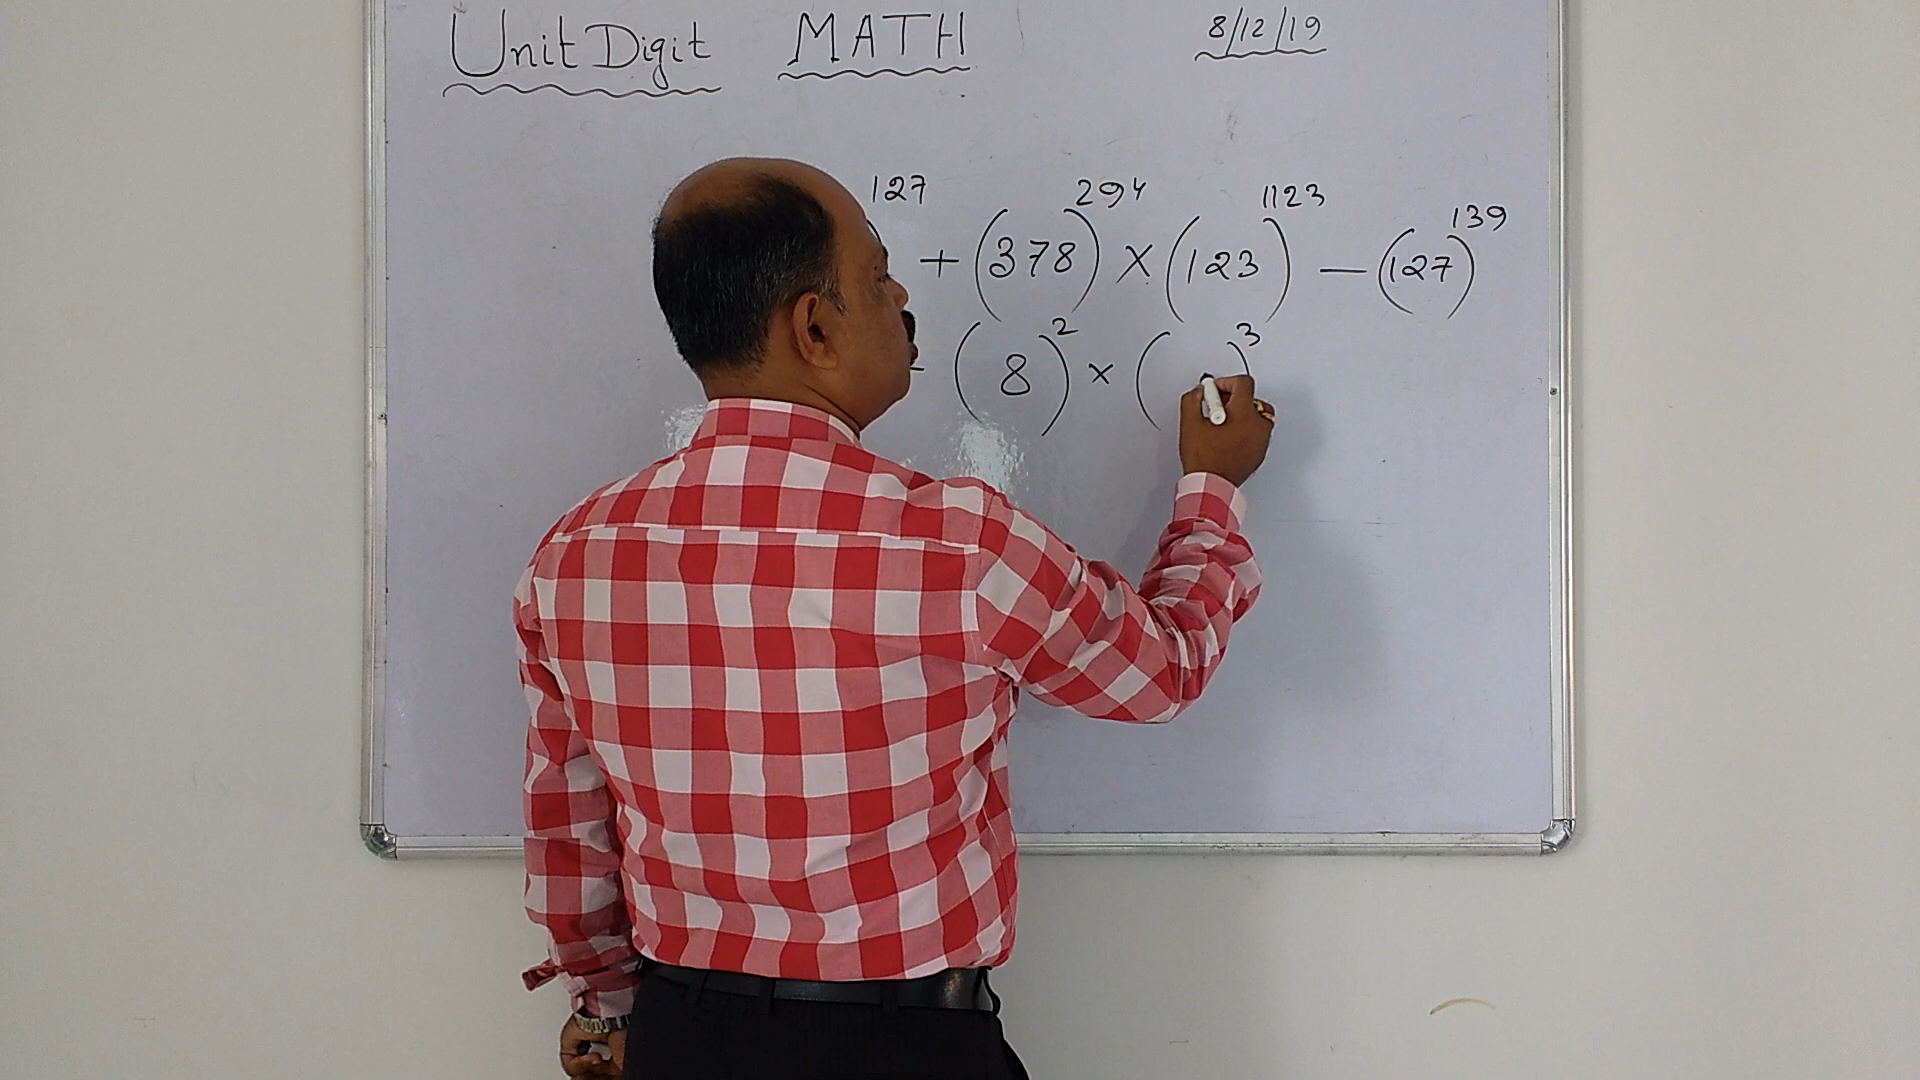 Unit Digit MATH 8/12/19
)^127 + (378)^294 × (123)^1123 — (127)^139
(8)^2 × ( )^3